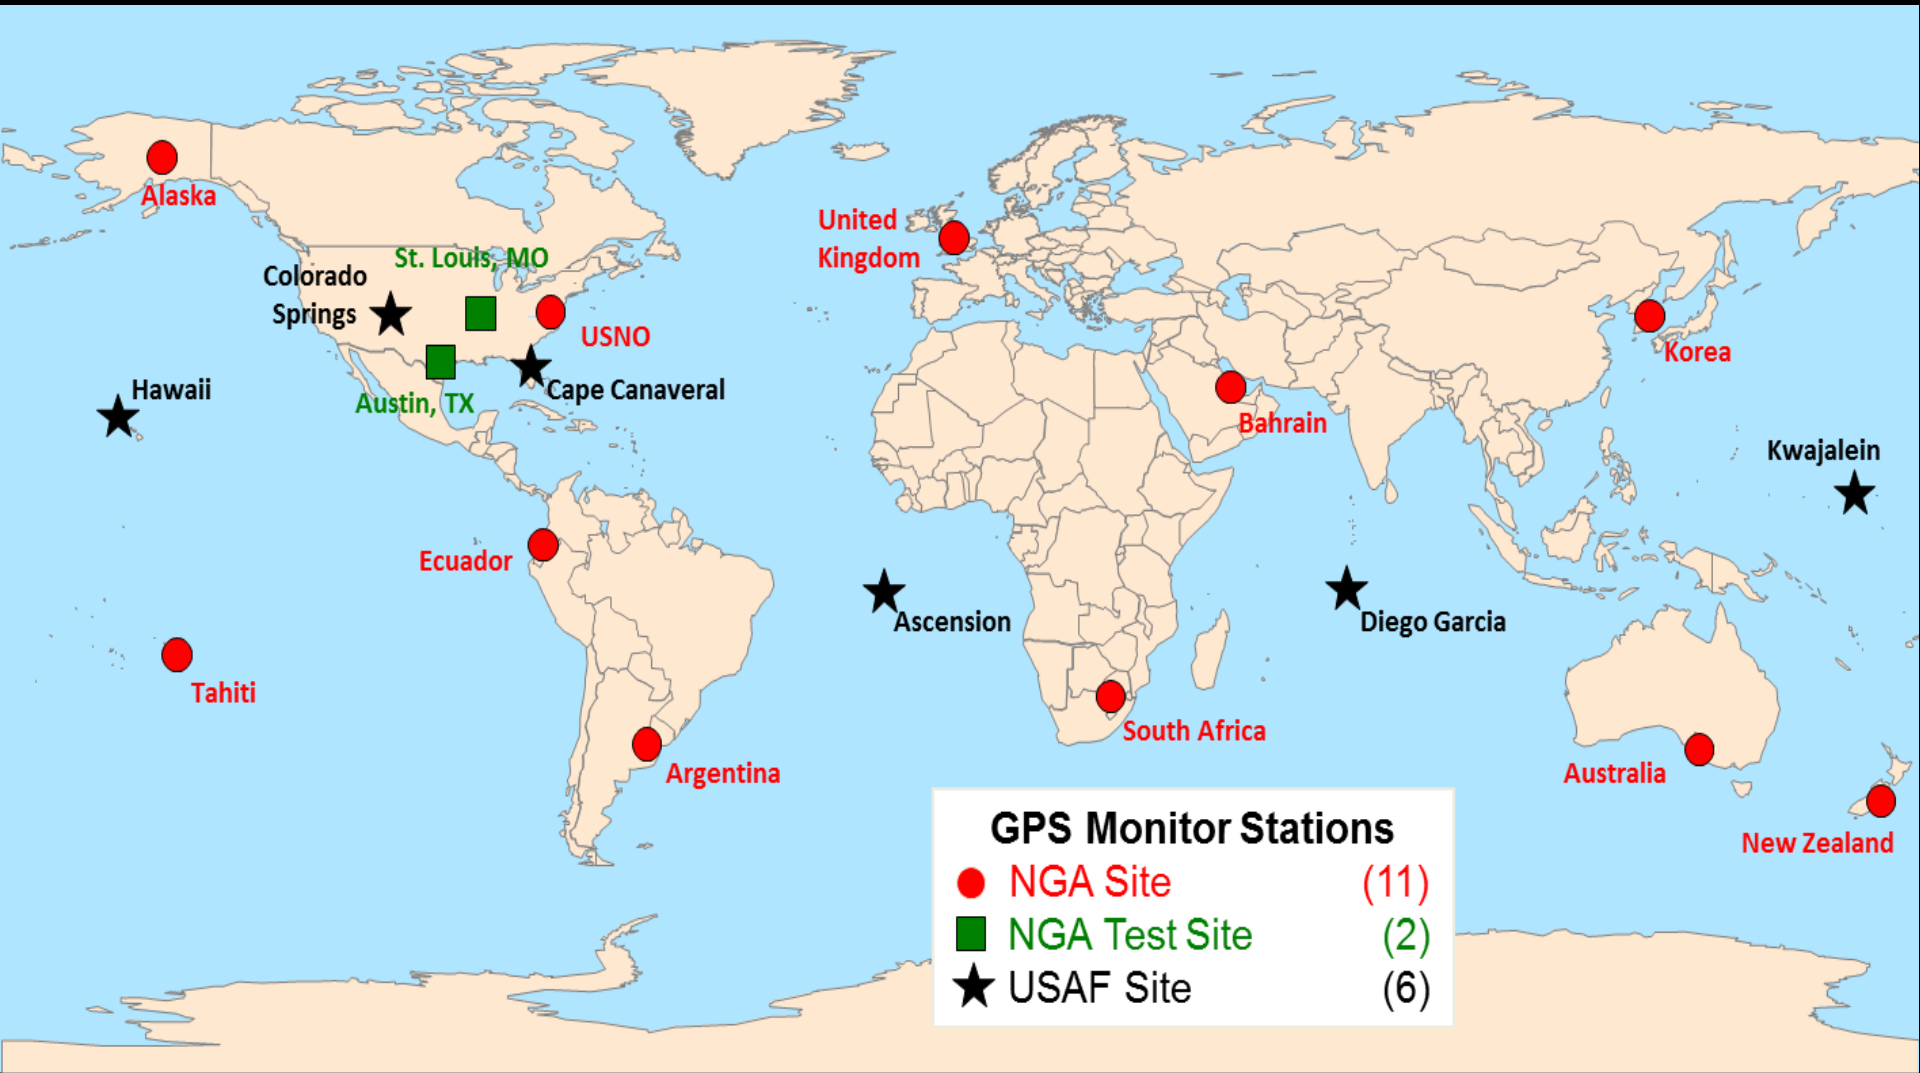 Alaska
United
Kingdom
St. Louis, MO
Colorado
Springs
USNO
Korea
Hawaii
Austin, TX
Cape Canaveral
Bahrain
Kwajalein
Ecuador
Ascension
Diego Garcia
Tahiti
South Africa
Argentina
Australia
New Zealand
GPS Monitor Stations
NGA Site (11)
NGA Test Site (2)
USAF Site (6)